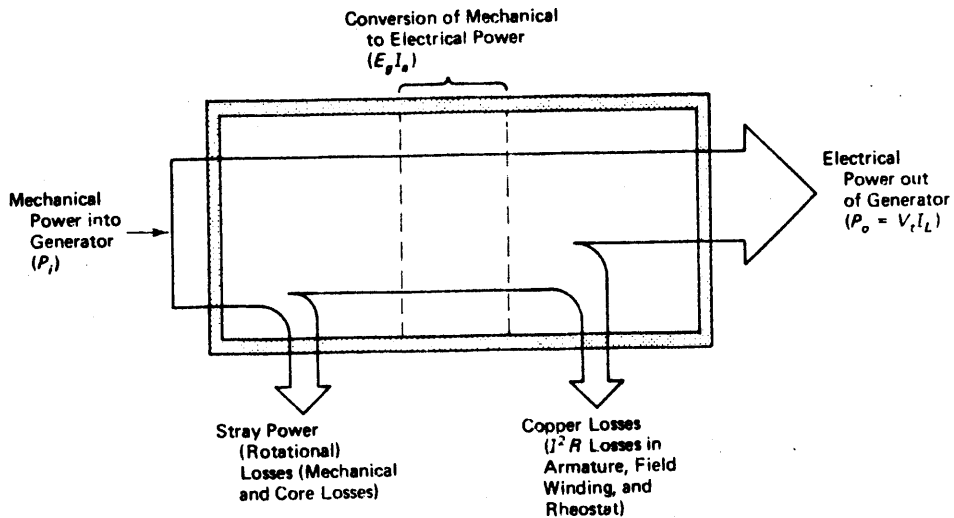 Conversion of Mechanical
to Electrical Power
(E_g I_a)
Mechanical
Power into
Generator
(P_i)
Electrical
Power out
of Generator
(P_o = V_t I_L)
Stray Power
(Rotational)
Losses (Mechanical
and Core Losses)
Copper Losses
(I² R Losses in
Armature, Field
Winding, and
Rheostat)